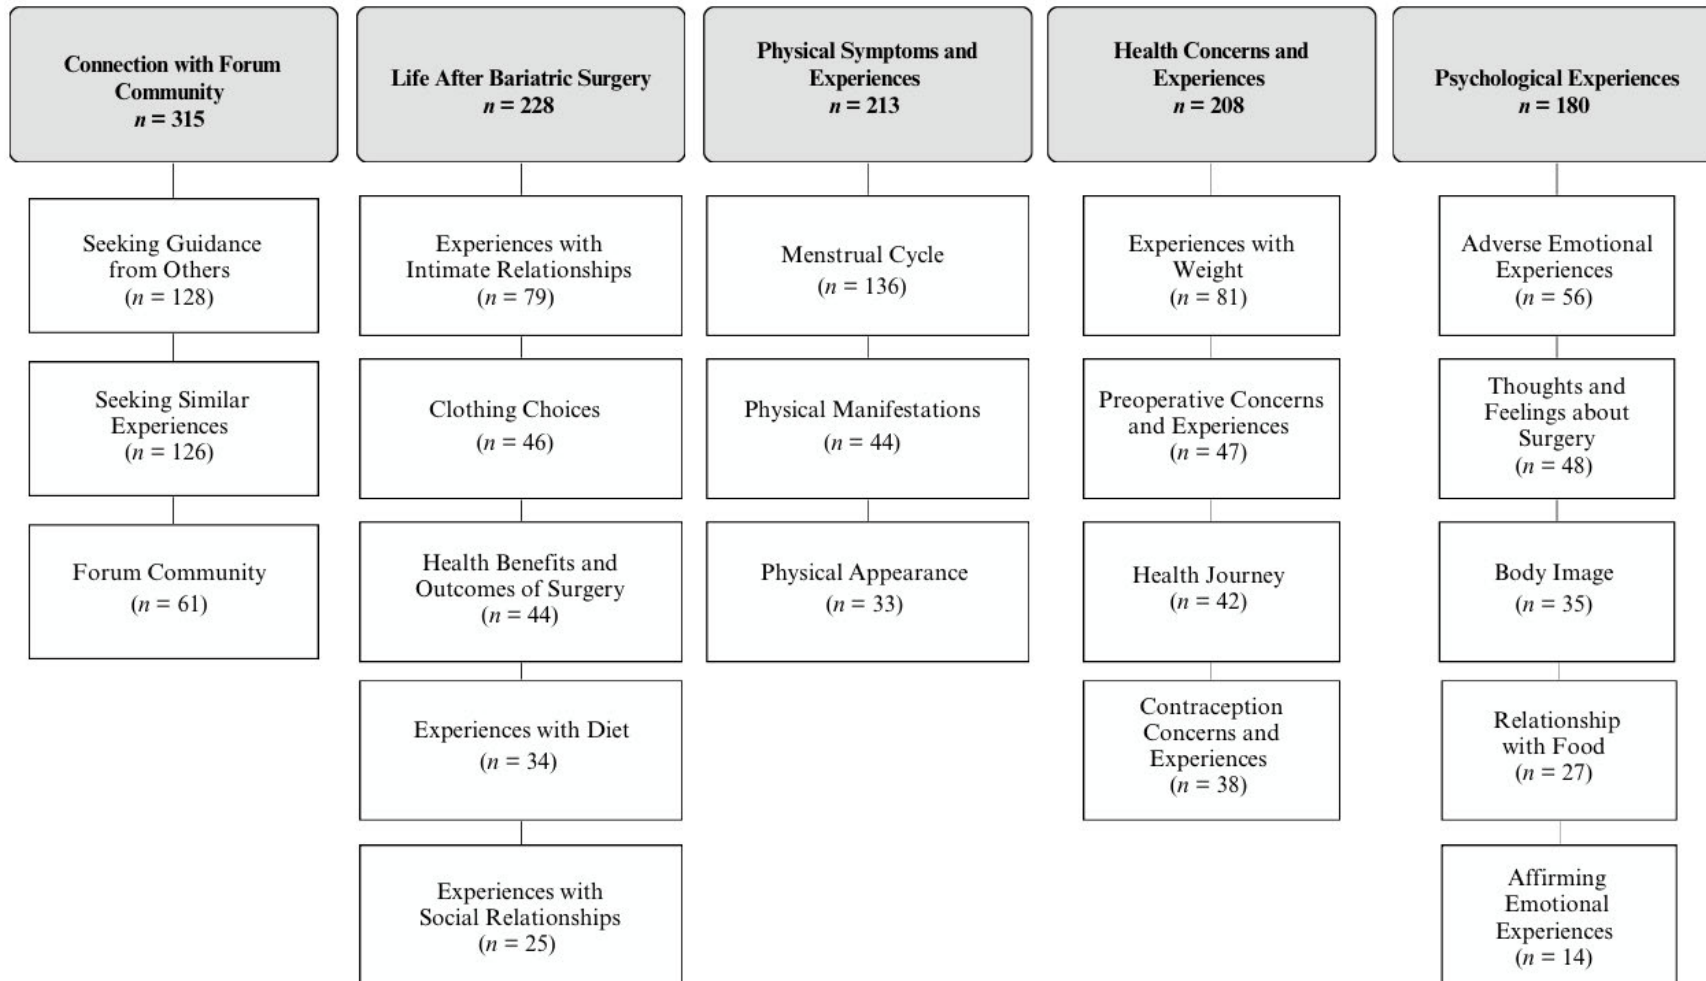 Connection with Forum
Community
n = 315
Seeking Guidance
from Others
(n = 128)
Seeking Similar
Experiences
(n = 126)
Forum Community
(n = 61)
Life After Bariatric Surgery
n = 228
Experiences with
Intimate Relationships
(n = 79)
Clothing Choices
(n = 46)
Health Benefits and
Outcomes of Surgery
(n = 44)
Experiences with Diet
(n = 34)
Experiences with
Social Relationships
(n = 25)
Physical Symptoms and
Experiences
n = 213
Menstrual Cycle
(n = 136)
Physical Manifestations
(n = 44)
Physical Appearance
(n = 33)
Health Concerns and
Experiences
n = 208
Experiences with
Weight
(n = 81)
Preoperative Concerns
and Experiences
(n = 47)
Health Journey
(n = 42)
Contraception
Concerns and
Experiences
(n = 38)
Psychological Experiences
n = 180
Adverse Emotional
Experiences
(n = 56)
Thoughts and
Feelings about
Surgery
(n = 48)
Body Image
(n = 35)
Relationship
with Food
(n = 27)
Affirming
Emotional
Experiences
(n = 14)